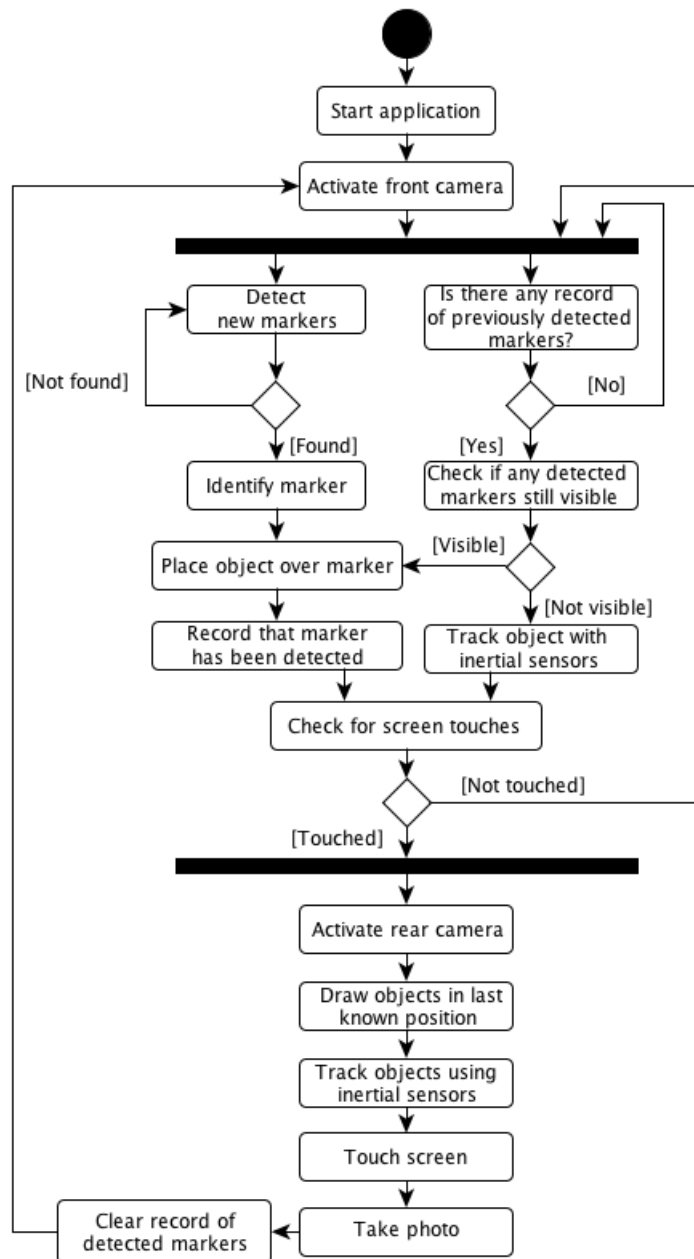 Start application
Activate front camera
Detect
new markers
Is there any record
of previously detected
markers?
[Not found]
[No]
[Found]
[Yes]
Identify marker
Check if any detected
markers still visible
[Visible]
Place object over marker
[Not visible]
Record that marker
has been detected
Track object with
inertial sensors
Check for screen touches
[Not touched]
[Touched]
Activate rear camera
Draw objects in last
known position
Track objects using
inertial sensors
Touch screen
Take photo
Clear record of
detected markers